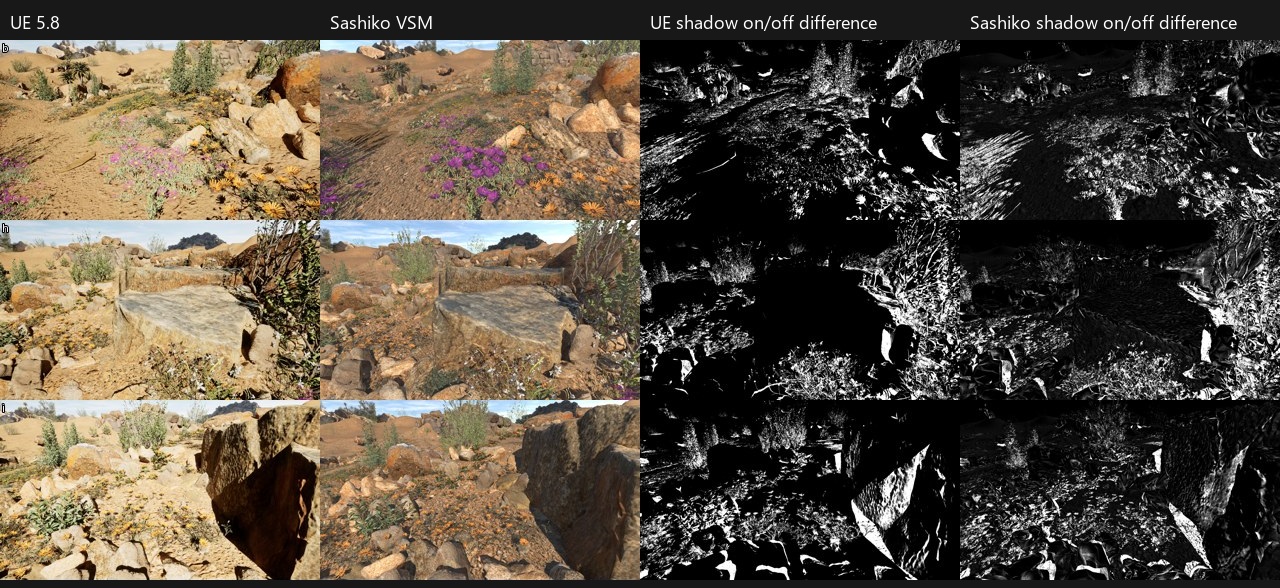 UE 5.8
Sashiko VSM
UE shadow on/off difference
Sashiko shadow on/off difference
b
h
i